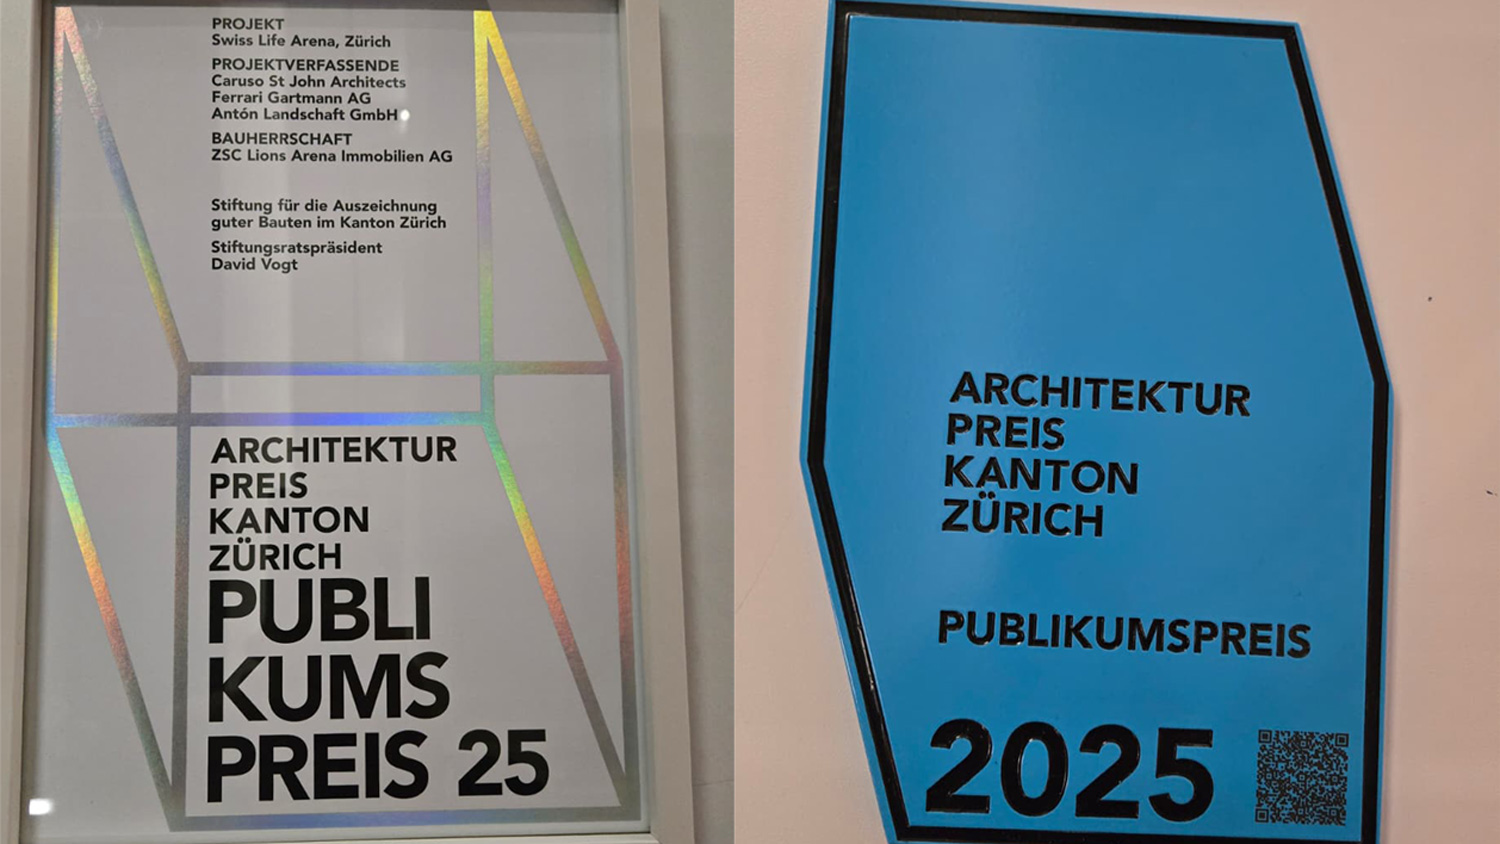 PROJEKT
Swiss Life Arena, Zürich
PROJEKTVERFASSENDE
Caruso St John Architects
Ferrari Gartmann AG
Antón Landschaft GmbH
BAUHERRSCHAFT
ZSC Lions Arena Immobilien AG
Stiftung für die Auszeichnung
guter Bauten im Kanton Zürich
Stiftungsratspräsident
David Vogt
ARCHITEKTUR
PREIS
KANTON
ZÜRICH
PUBLI
KUMS
PREIS 25
ARCHITEKTUR
PREIS
KANTON
ZÜRICH
PUBLIKUMSPREIS
2025